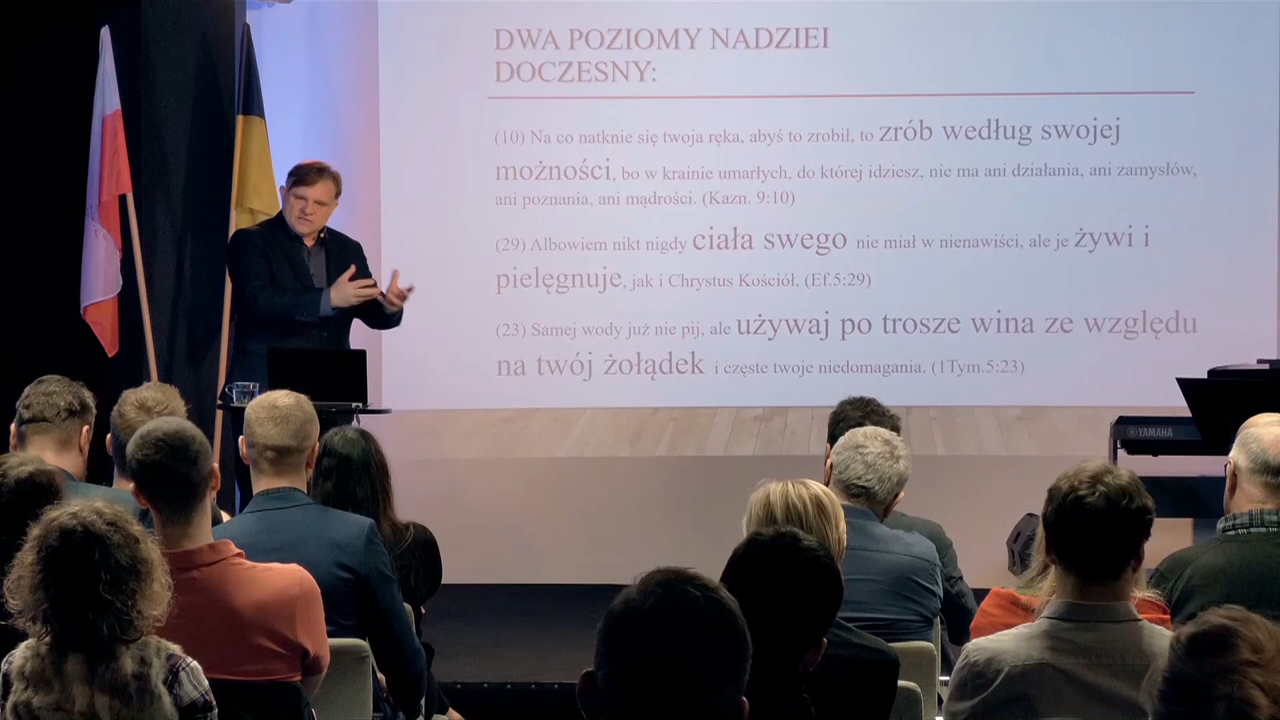 DWA POZIOMY NADZIEI
DOCZESNY:
(10) Na co natknie się twoja ręka, abyś to zrobił, to zrób według swojej
możności, bo w krainie umarłych, do której idziesz, nie ma ani działania, ani zamysłów,
ani poznania, ani mądrości. (Kazn. 9:10)
(29) Albowiem nikt nigdy ciała swego nie miał w nienawiści, ale je żywi i
pielęgnuje, jak i Chrystus Kościół, (Ef.5:29)
(23) Samej wody już nie pij, ale używaj po trosze wina ze względu
na twój żołądek i częste twoje niedomagania. (1Tym.5:23)
YAMAHA